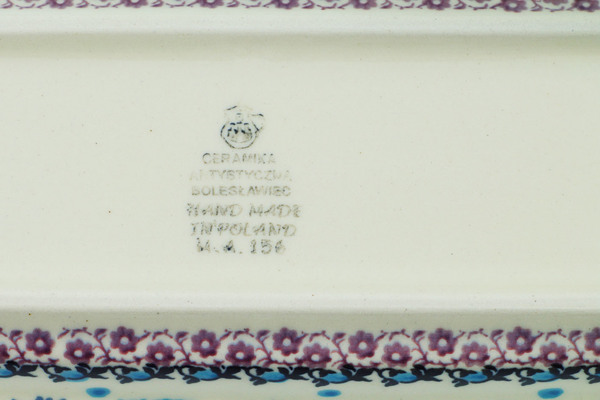 CERAMIKA
ARTYSTYCZNA
BOLESŁAWIEC
HAND MADE
IN POLAND
W.A. 156